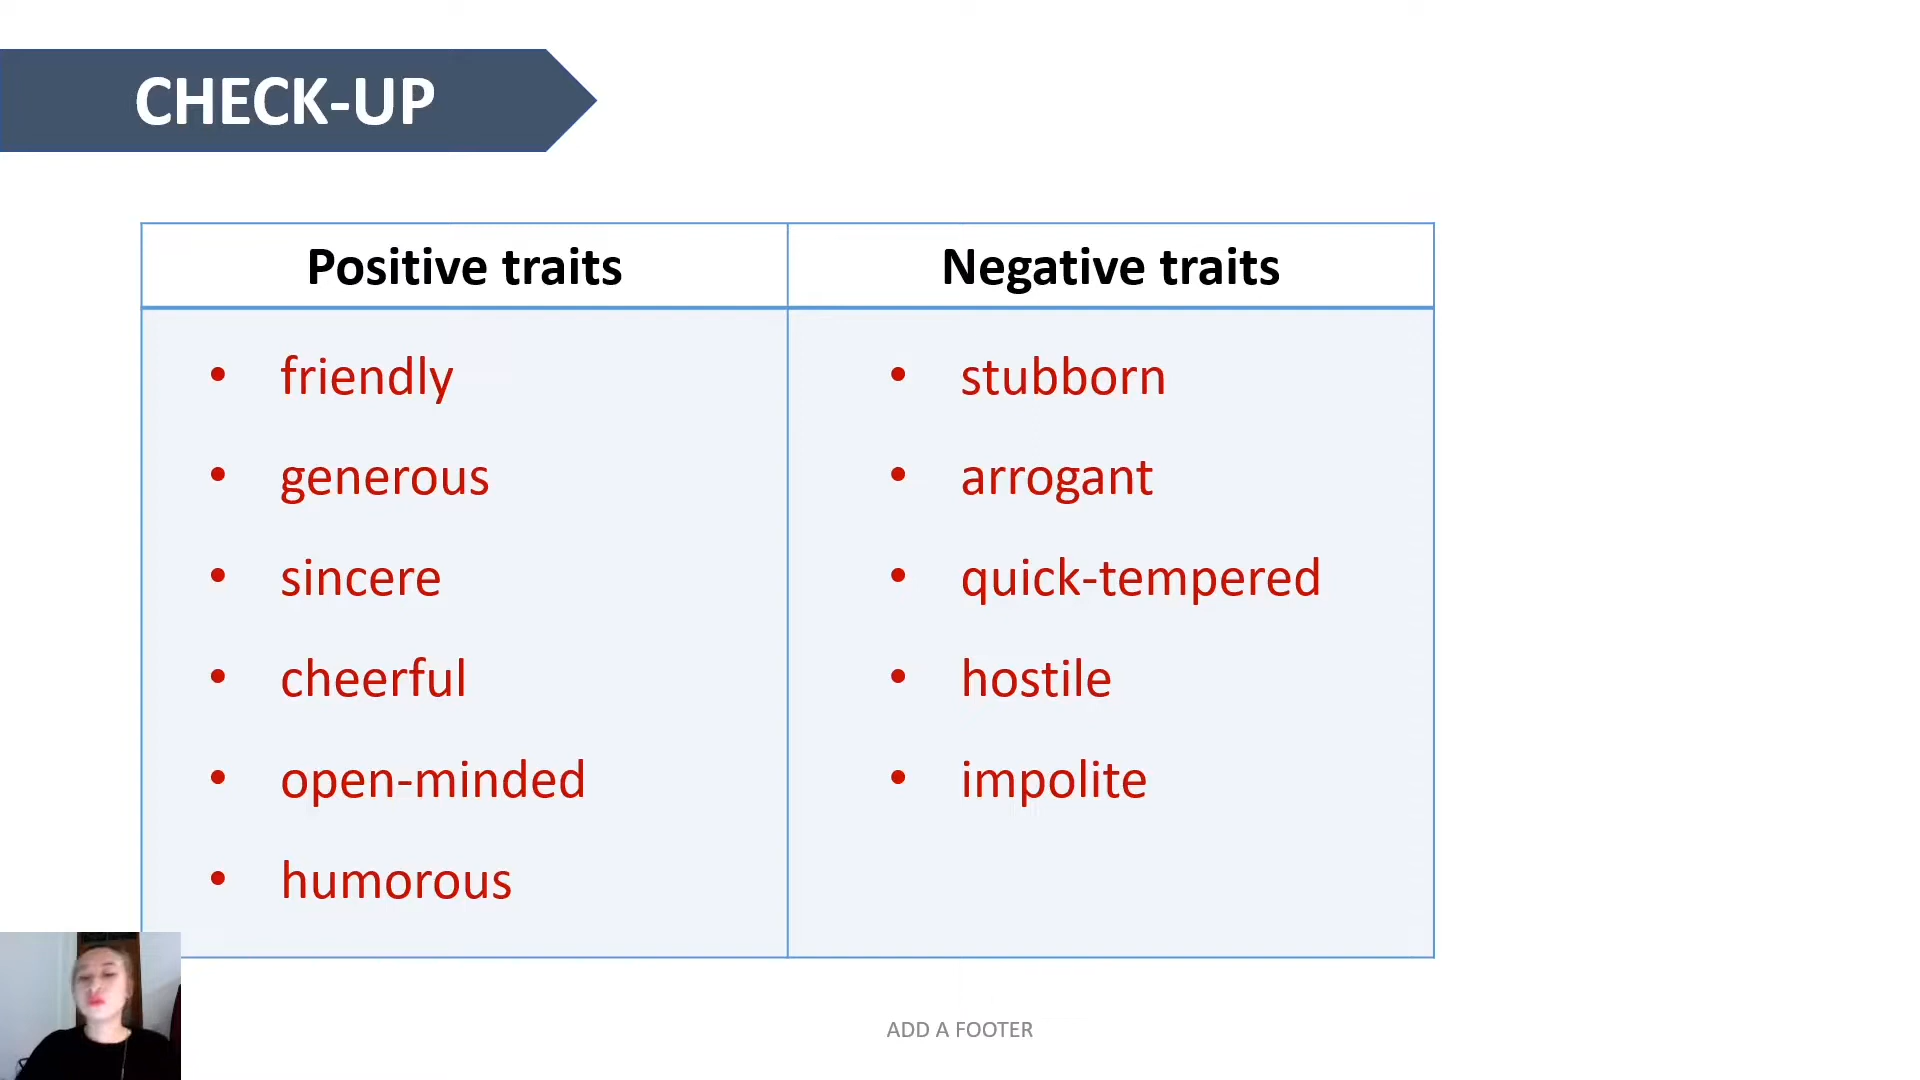 CHECK-UP
Positive traits
Negative traits
• friendly
• generous
• sincere
• cheerful
• open-minded
• humorous
• stubborn
• arrogant
• quick-tempered
• hostile
• impolite
ADD A FOOTER